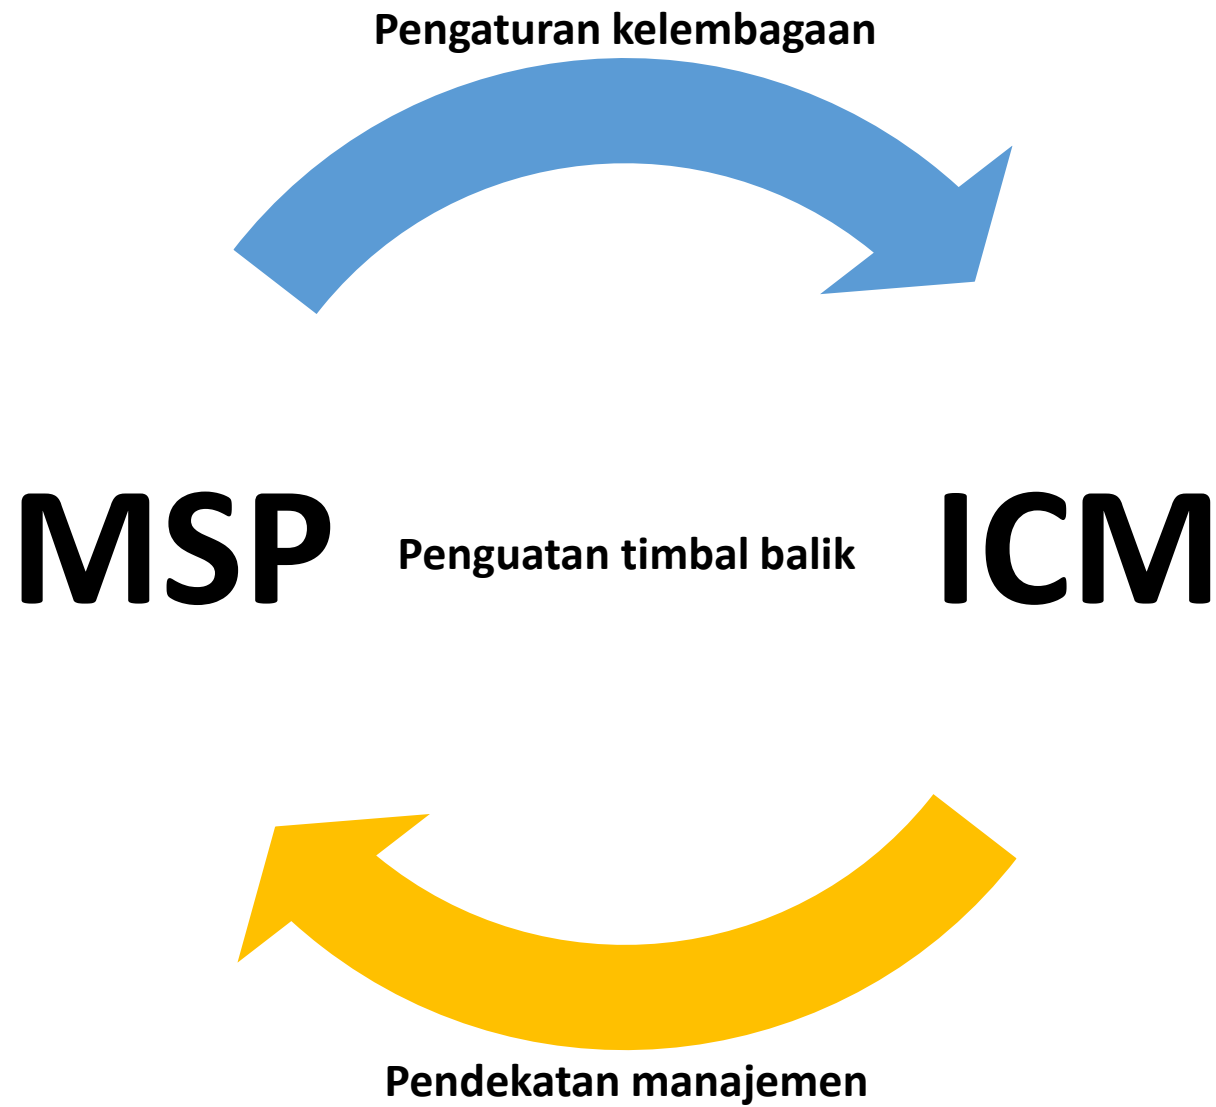 Pengaturan kelembagaan
MSP
Penguatan timbal balik
ICM
Pendekatan manajemen